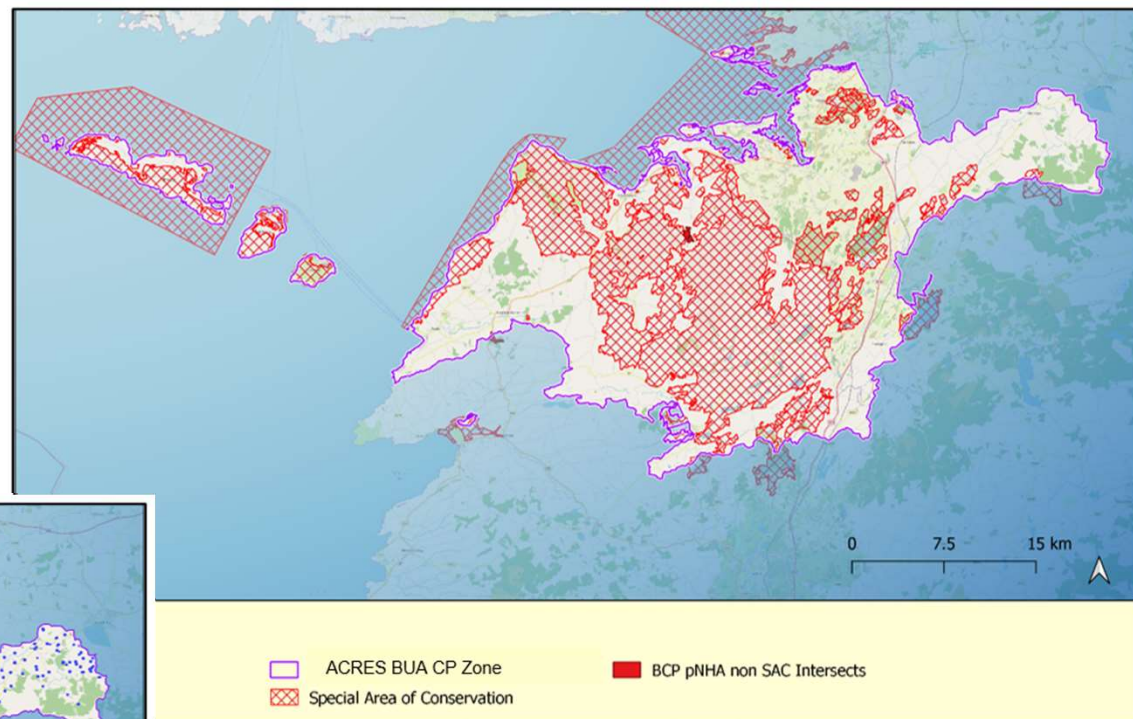 0 7.5 15 km
ACRES BUA CP Zone
BCP pNHA non SAC Intersects
Special Area of Conservation